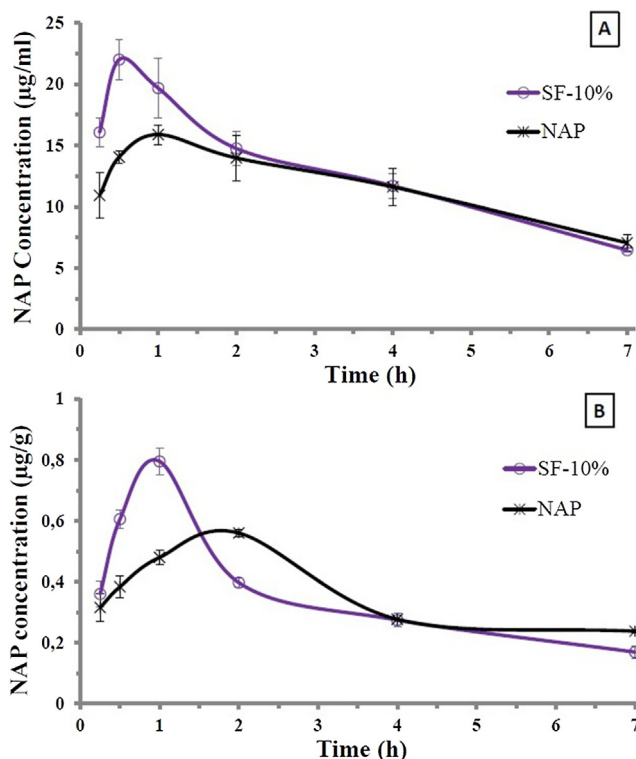 A
25
20
15
10
5
0
NAP Concentration (µg/ml)
SF-10%
NAP
0 1 2 3 4 5 6 7
Time (h)
B
1
0,8
0,6
0,4
0,2
0
NAP concentration (µg/g)
SF-10%
NAP
0 1 2 3 4 5 6 7
Time (h)